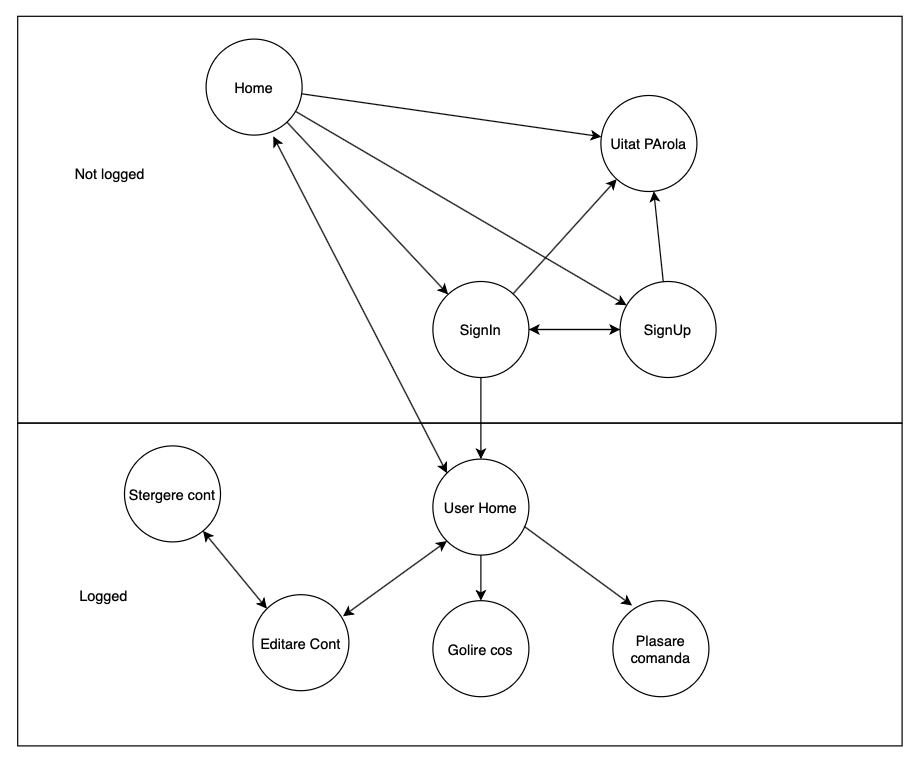 Home
Uitat PArola
Not logged
SignIn
SignUp
Stergere cont
User Home
Logged
Editare Cont
Golire cos
Plasare
comanda